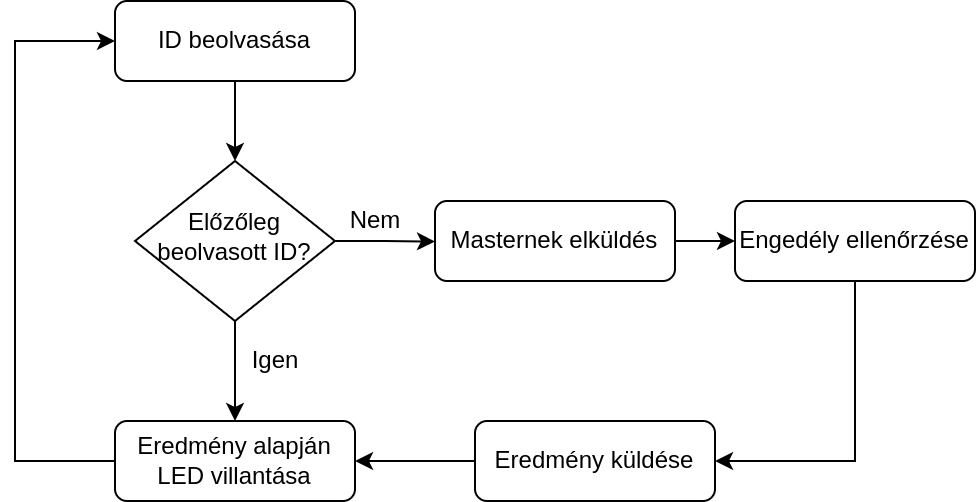 ID beolvasása
Előzőleg
beolvasott ID?
Nem
Masternek elküldés
Engedély ellenőrzése
Igen
Eredmény alapján
LED villantása
Eredmény küldése